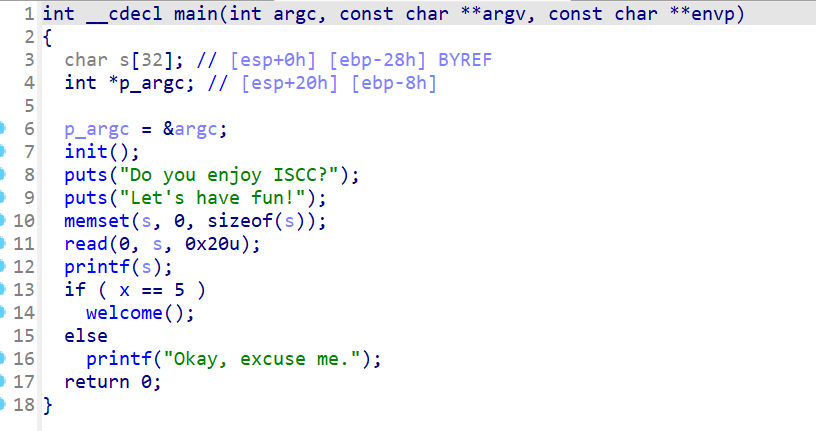 1 int __cdecl main(int argc, const char **argv, const char **envp)
2 {
3   char s[32]; // [esp+0h] [ebp-28h] BYREF
4   int *p_argc; // [esp+20h] [ebp-8h]
5
6   p_argc = &argc;
7   init();
8   puts("Do you enjoy ISCC?");
9   puts("Let's have fun!");
10   memset(s, 0, sizeof(s));
11   read(0, s, 0x20u);
12   printf(s);
13   if ( x == 5 )
14     welcome();
15   else
16     printf("Okay, excuse me.");
17   return 0;
18 }